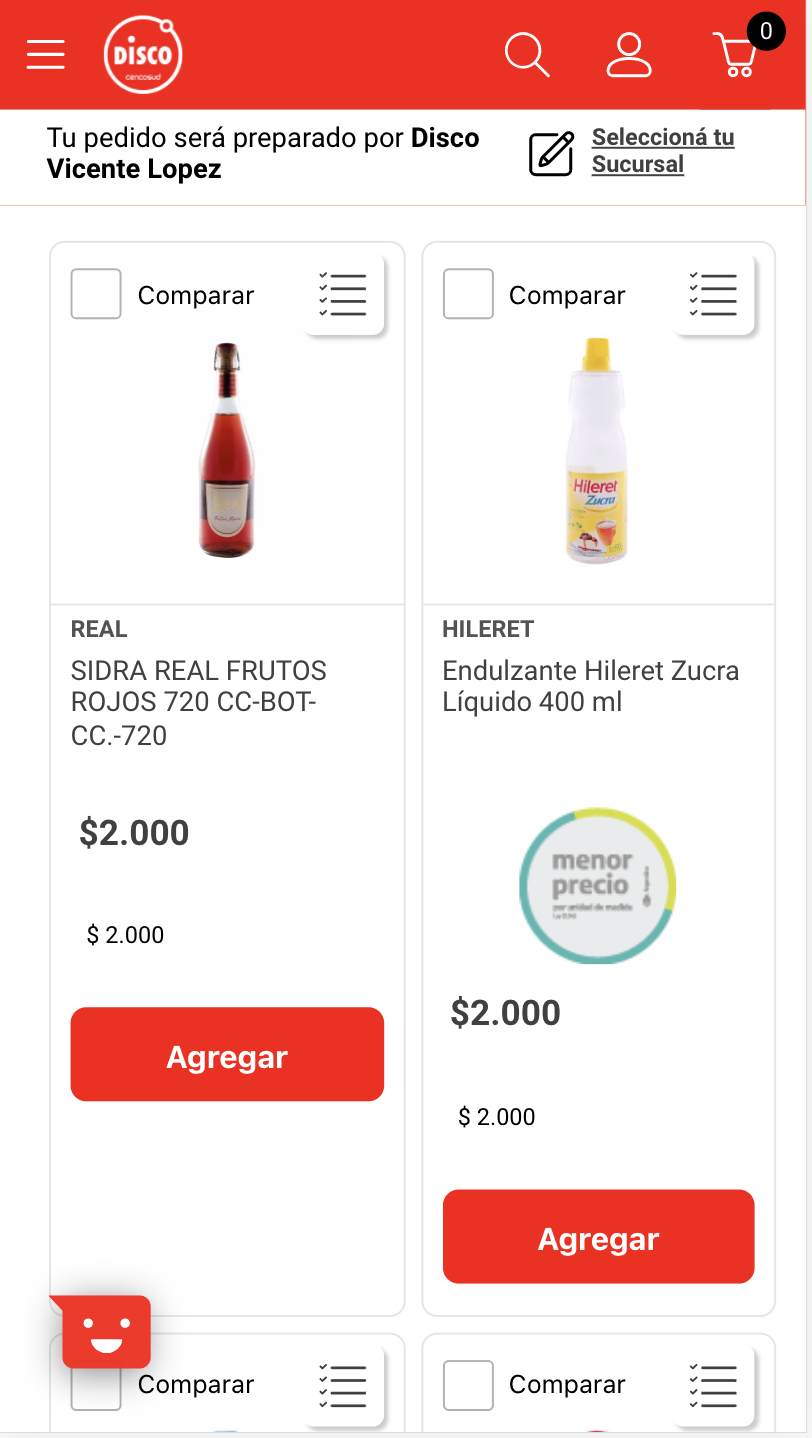 DISCO
cencosud
0
Tu pedido será preparado por Disco
Vicente Lopez
Seleccioná tu
Sucursal
Comparar
REAL
SIDRA REAL FRUTOS
ROJOS 720 CC-BOT-
CC.-720
$2.000
$ 2.000
Agregar
Comparar
Hileret
Zucra
HILERET
Endulzante Hileret Zucra
Líquido 400 ml
menor
precio
por unidad de medida
$2.000
$ 2.000
Agregar
Comparar
Comparar